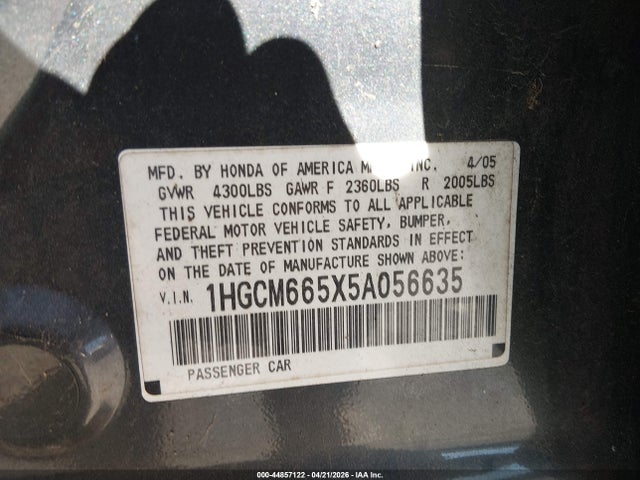 MFD. BY HONDA OF AMERICA M INC. 4/05
GVWR 4300LBS GAWR F 2360LBS R 2005LBS
THIS VEHICLE CONFORMS TO ALL APPLICABLE
FEDERAL MOTOR VEHICLE SAFETY, BUMPER,
AND THEFT PREVENTION STANDARDS IN EFFECT
ON THE DATE OF MANUFACTURE SHOWN ABOVE:
V.I.N. 1HGCM665X5A056635
PASSENGER CAR
000-44857122 - 04/21/2026 - IAA Inc.